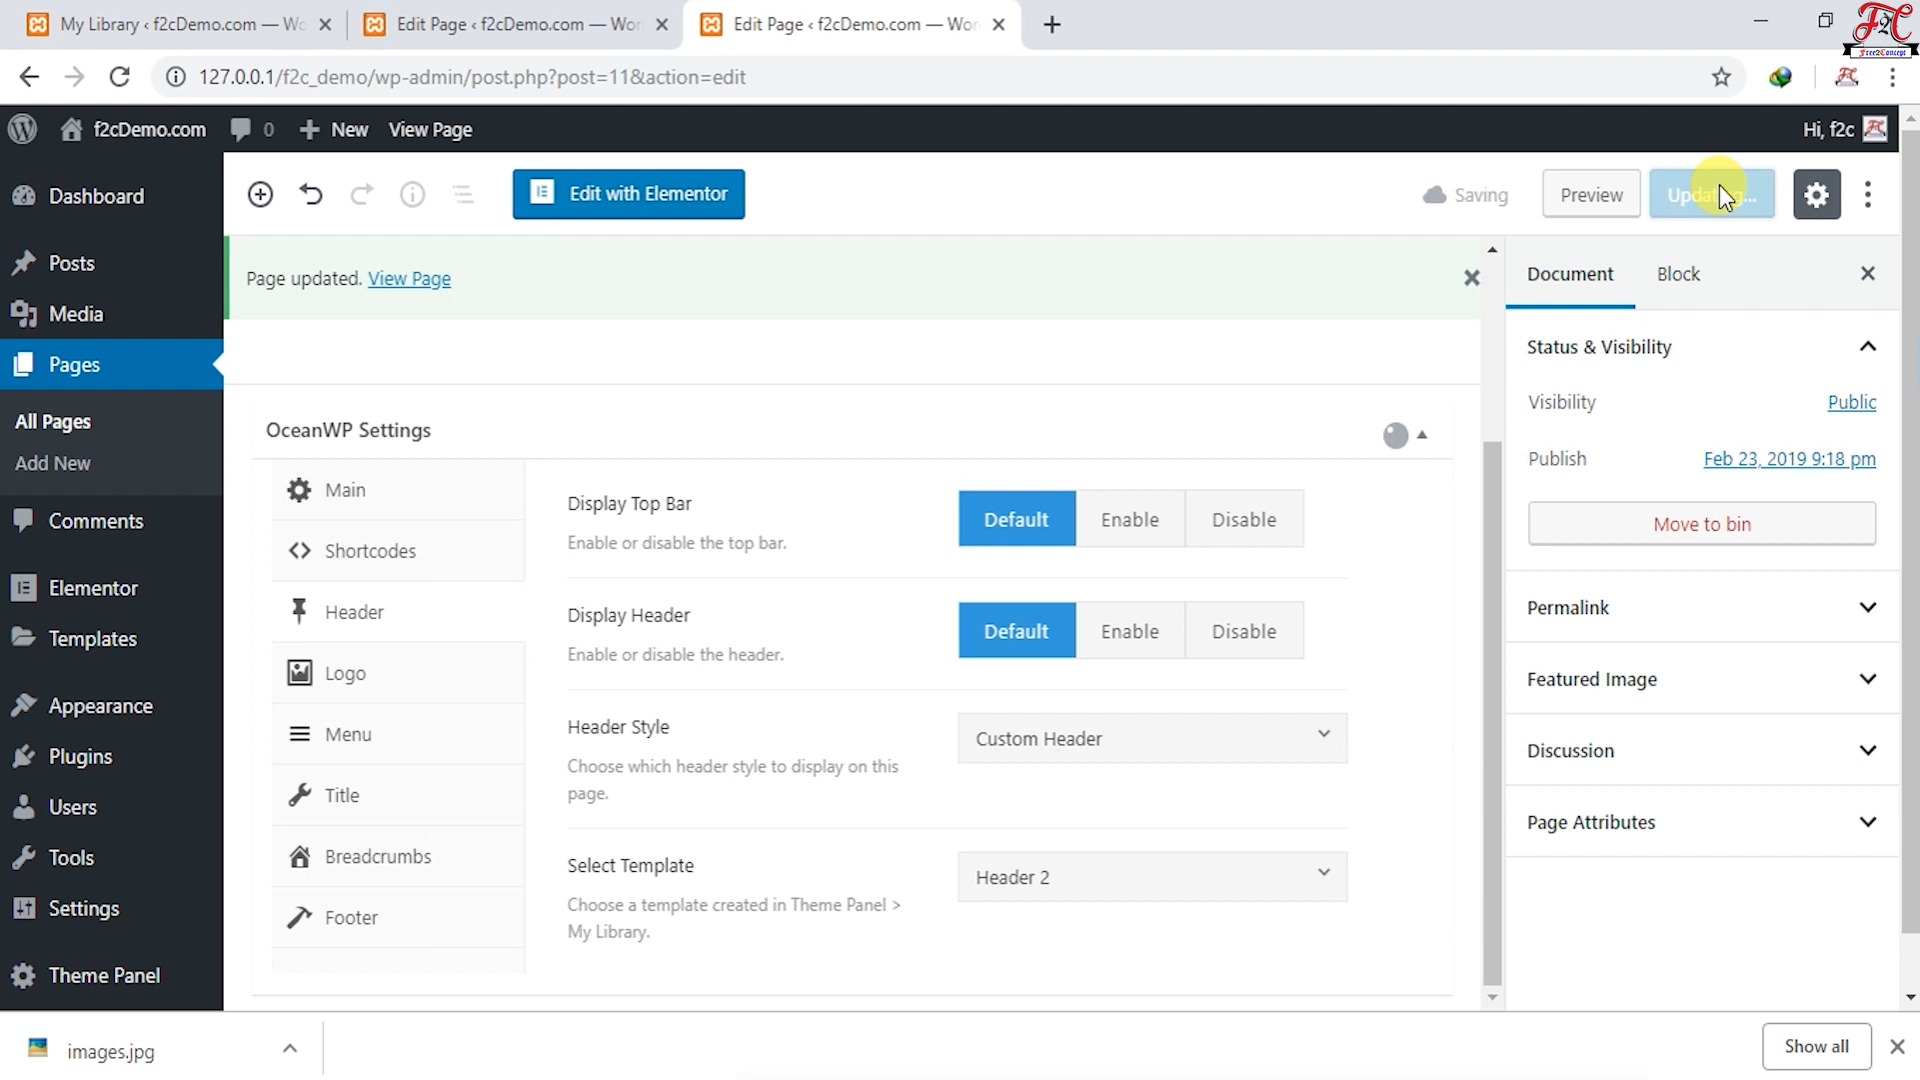 My Library ‹ f2cDemo.com — Wo
Edit Page ‹ f2cDemo.com — Wor
Edit Page ‹ f2cDemo.com — Wor
F2C
Free2Concept
127.0.0.1/f2c_demo/wp-admin/post.php?post=11&action=edit
f2cDemo.com
0
New
View Page
Hi, f2c
Dashboard
Posts
Media
Pages
All Pages
Add New
Comments
Elementor
Templates
Appearance
Plugins
Users
Tools
Settings
Theme Panel
Edit with Elementor
Saving
Preview
Page updated. View Page
OceanWP Settings
Main
Shortcodes
Header
Logo
Menu
Title
Breadcrumbs
Footer
Display Top Bar
Enable or disable the top bar.
Default
Enable
Disable
Display Header
Enable or disable the header.
Default
Enable
Disable
Header Style
Choose which header style to display on this
page.
Custom Header
Select Template
Choose a template created in Theme Panel >
My Library.
Header 2
Document
Block
Status & Visibility
Visibility
Public
Publish
Feb 23, 2019 9:18 pm
Move to bin
Permalink
Featured Image
Discussion
Page Attributes
images.jpg
Show all